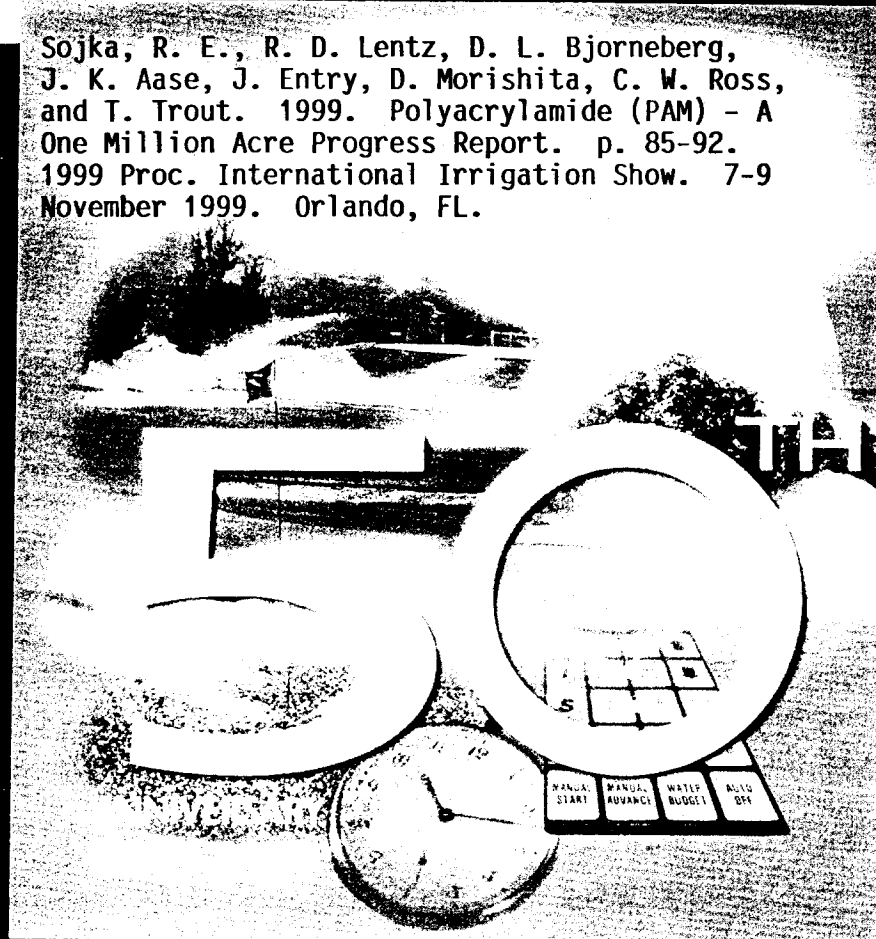 Sojka, R. E., R. D. Lentz, D. L. Bjorneberg,
J. K. Aase, J. Entry, D. Morishita, C. W. Ross,
and T. Trout. 1999. Polyacrylamide (PAM) - A
One Million Acre Progress Report. p. 85-92.
1999 Proc. International Irrigation Show. 7-9
November 1999. Orlando, FL.
TH
50
S
MANUAL START
MANUAL ADVANCE
WATER BUDGET
AUTO OFF